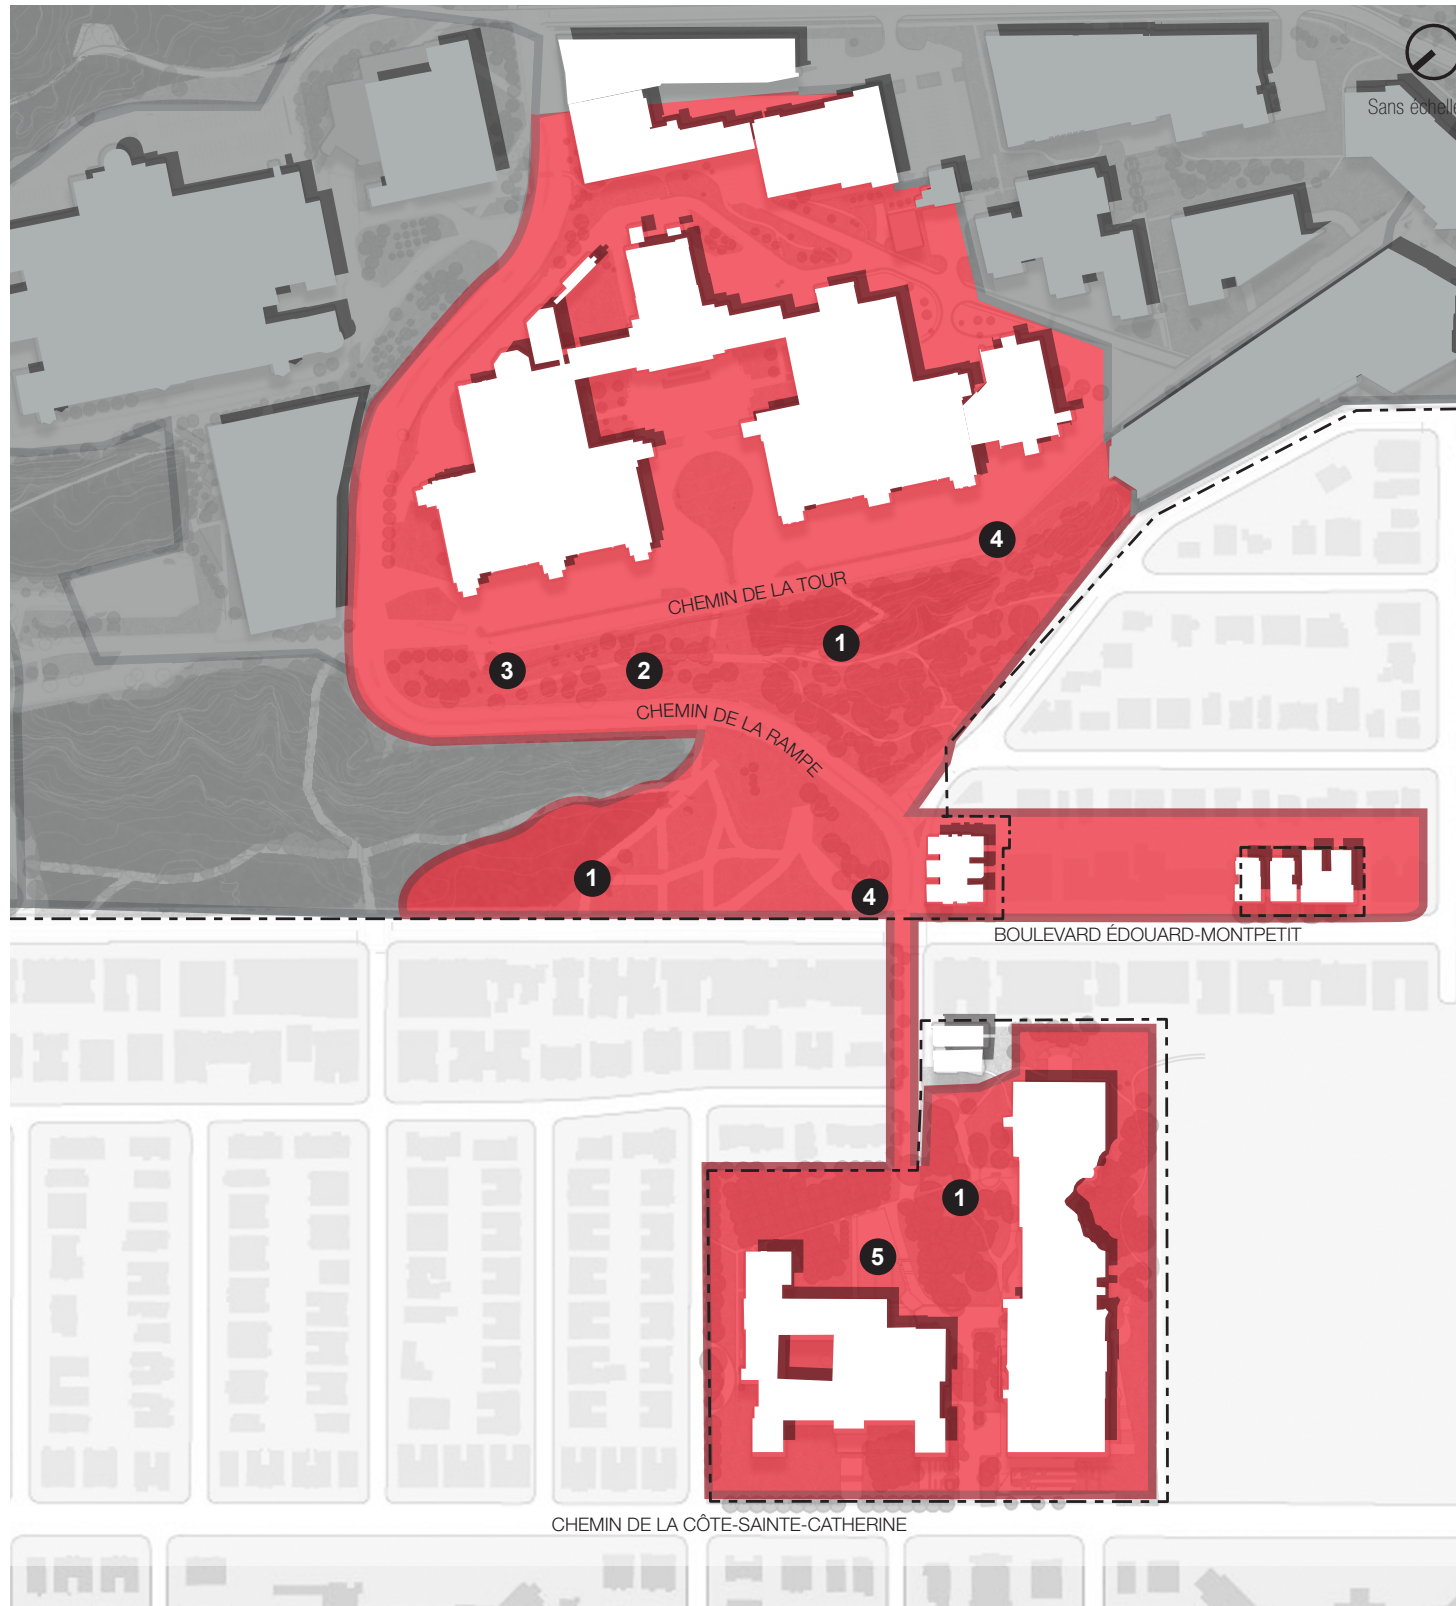 Sans échelle
4
CHEMIN DE LA TOUR
1
3
2
CHEMIN DE LA RAMPE
1
4
BOULEVARD ÉDOUARD-MONTPETIT
1
5
CHEMIN DE LA CÔTE-SAINTE-CATHERINE